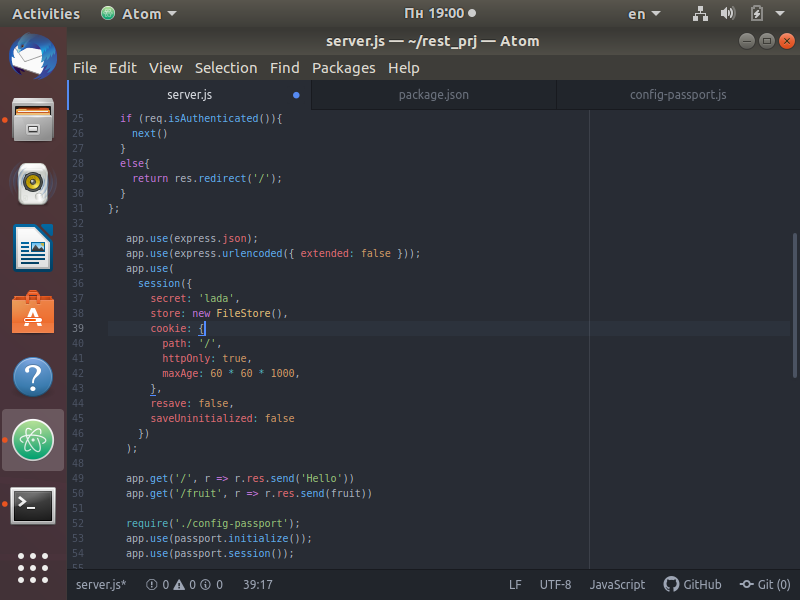 Activities Atom Пн 19:00 en
server.js — ~/rest_prj — Atom
File Edit View Selection Find Packages Help
server.js package.json config-passport.js
25 if (req.isAuthenticated()){
26 next()
27 }
28 else{
29 return res.redirect('/');
30 }
31 };
32
33 app.use(express.json);
34 app.use(express.urlencoded({ extended: false }));
35 app.use(
36 session({
37 secret: 'lada',
38 store: new FileStore(),
39 cookie: {
40 path: '/',
41 httpOnly: true,
42 maxAge: 60 * 60 * 1000,
43 },
44 resave: false,
45 saveUninitialized: false
46 })
47 );
48
49 app.get('/', r => r.res.send('Hello'))
50 app.get('/fruit', r => r.res.send(fruit))
51
52 require('./config-passport');
53 app.use(passport.initialize());
54 app.use(passport.session());
55
server.js* 0 0 0 39:17 LF UTF-8 JavaScript GitHub Git (0)